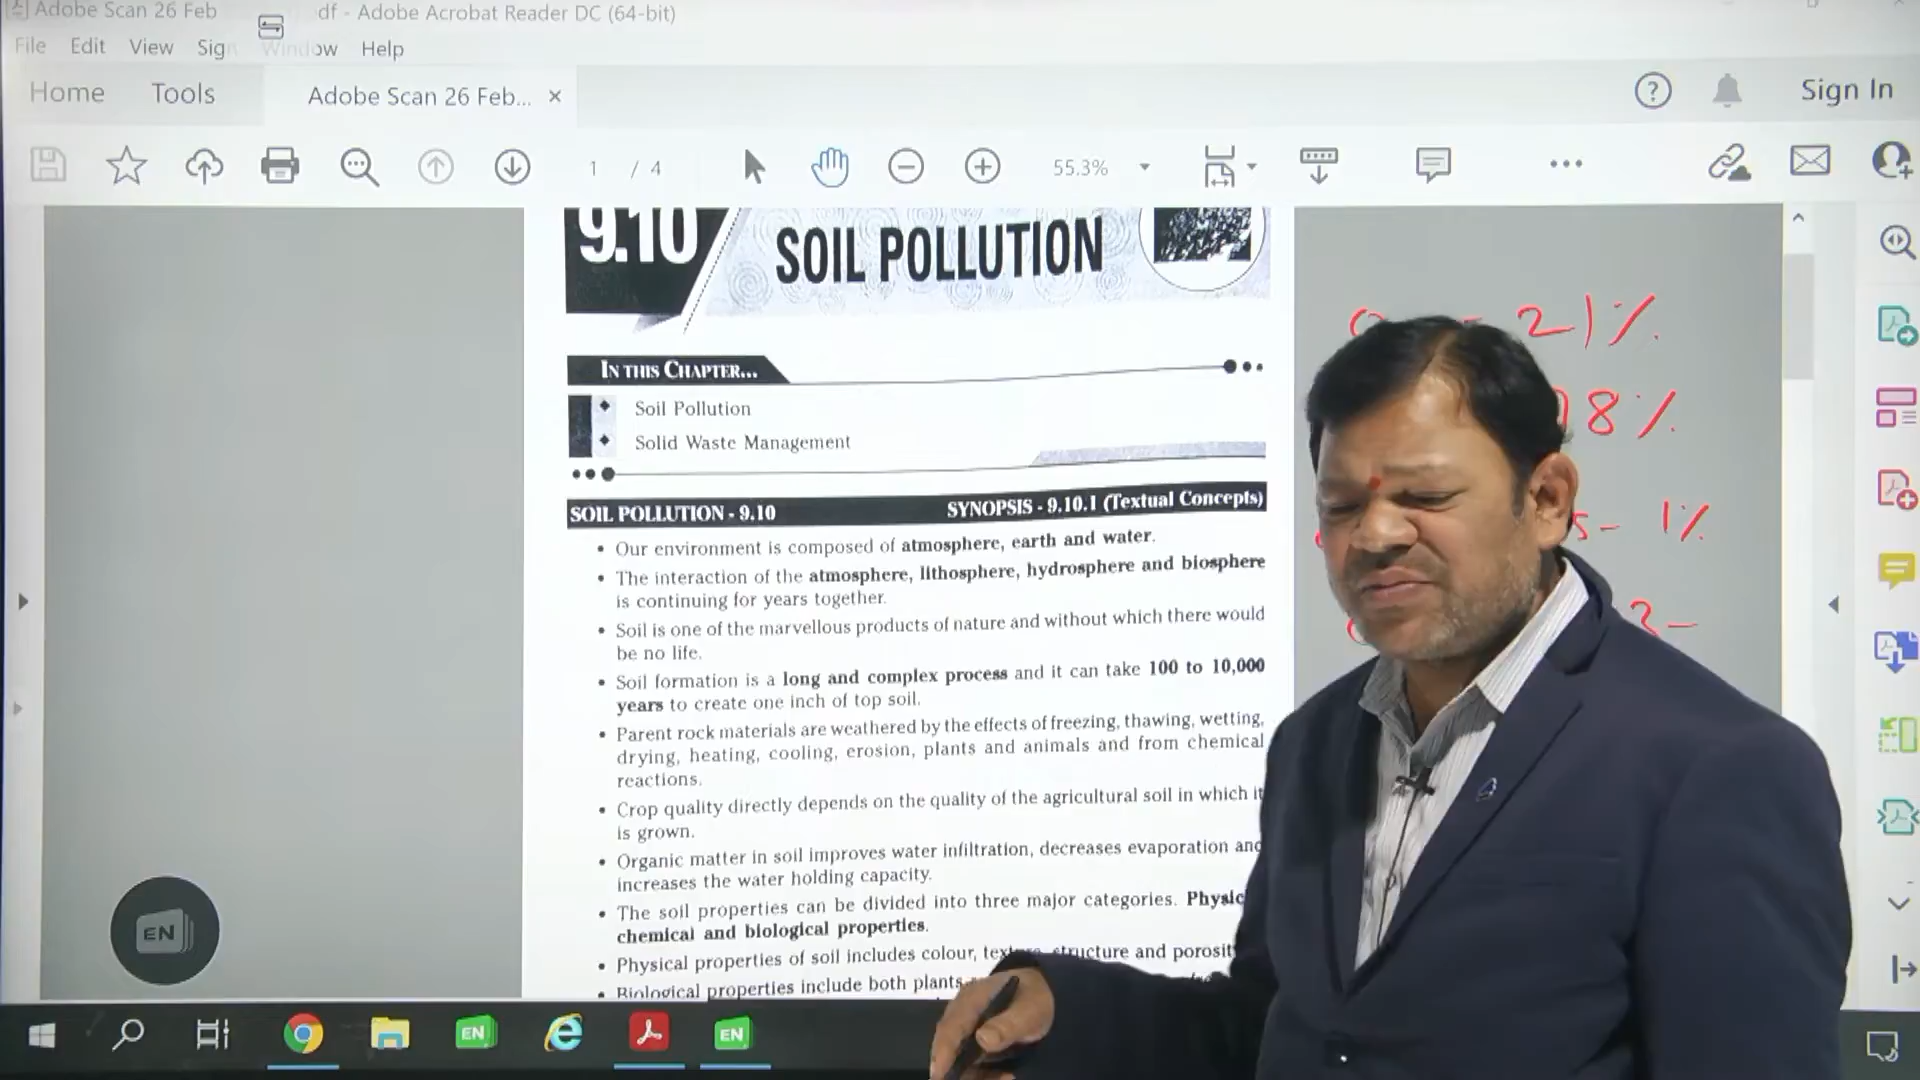 Adobe Scan 26 Feb
df - Adobe Acrobat Reader DC (64-bit)
File Edit View Sign Window Help
Home Tools Adobe Scan 26 Feb... × ? Sign In
1 / 4 55.3%
9.10 SOIL POLLUTION
IN THIS CHAPTER...
Soil Pollution
Solid Waste Management
SOIL POLLUTION - 9.10 SYNOPSIS - 9.10.1 (Textual Concepts)
• Our environment is composed of atmosphere, earth and water.
• The interaction of the atmosphere, lithosphere, hydrosphere and biosphere
is continuing for years together.
• Soil is one of the marvellous products of nature and without which there would
be no life.
• Soil formation is a long and complex process and it can take 100 to 10,000
years to create one inch of top soil.
• Parent rock materials are weathered by the effects of freezing, thawing, wetting,
drying, heating, cooling, erosion, plants and animals and from chemical
reactions.
• Crop quality directly depends on the quality of the agricultural soil in which it
is grown.
• Organic matter in soil improves water infiltration, decreases evaporation and
increases the water holding capacity.
• The soil properties can be divided into three major categories. Physic
chemical and biological properties.
• Physical properties of soil includes colour, texture, structure and porosit
• Biological properties include both plants
- 21%
8%
s- 1%
3-
EN
EN
EN